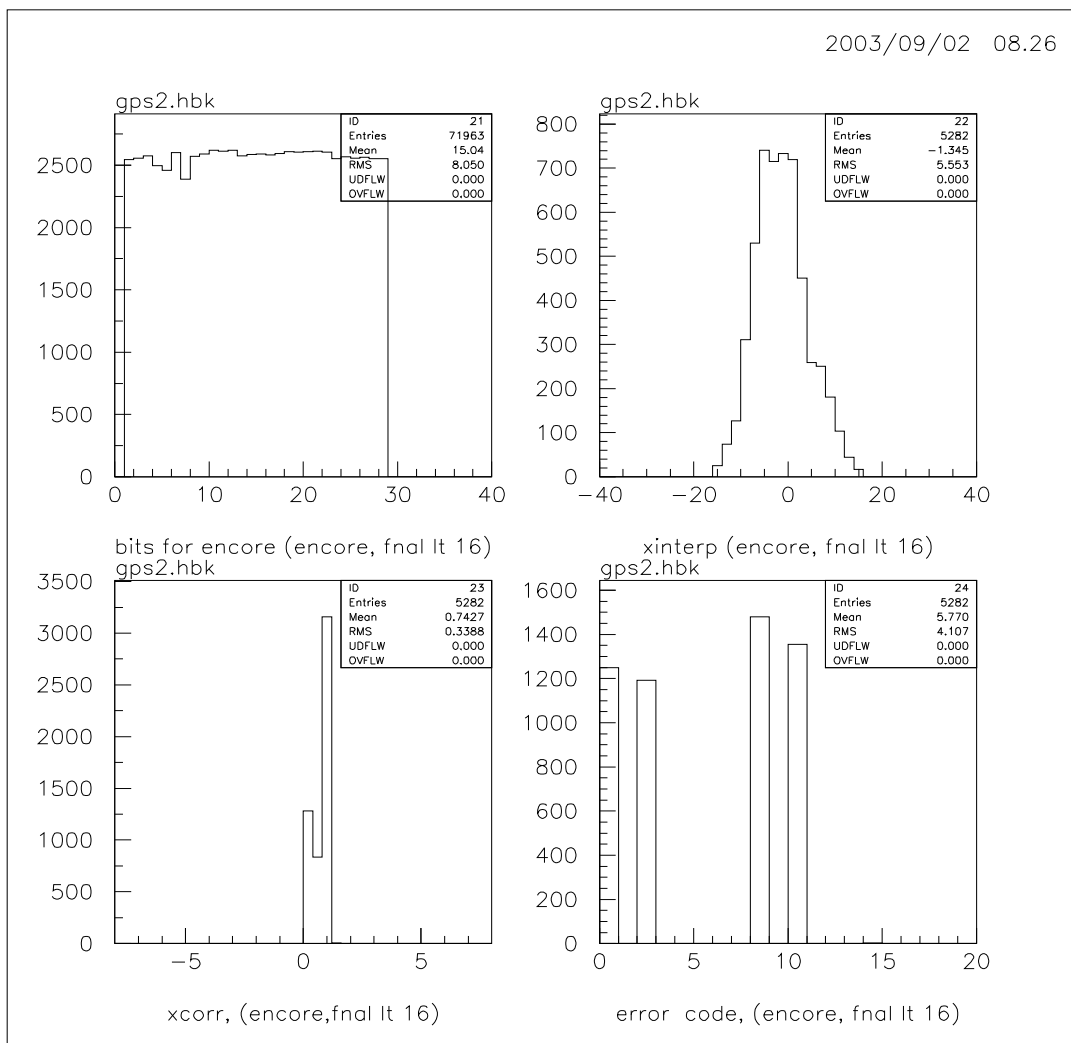 2003/09/02 08.26
gps2.hbk
ID 21
Entries 71963
Mean 15.04
RMS 8.050
UDFLW 0.000
OVFLW 0.000
2500
2000
1500
1000
500
0
0 10 20 30 40
bits for encore (encore, fnal lt 16)
gps2.hbk
ID 22
Entries 5282
Mean -1.345
RMS 5.553
UDFLW 0.000
OVFLW 0.000
800
700
600
500
400
300
200
100
0
-40 -20 0 20 40
xinterp (encore, fnal lt 16)
gps2.hbk
ID 23
Entries 5282
Mean 0.7427
RMS 0.3388
UDFLW 0.000
OVFLW 0.000
3500
3000
2500
2000
1500
1000
500
0
-5 0 5
xcorr, (encore,fnal lt 16)
gps2.hbk
ID 24
Entries 5282
Mean 5.770
RMS 4.107
UDFLW 0.000
OVFLW 0.000
1600
1400
1200
1000
800
600
400
200
0
0 5 10 15 20
error code, (encore, fnal lt 16)